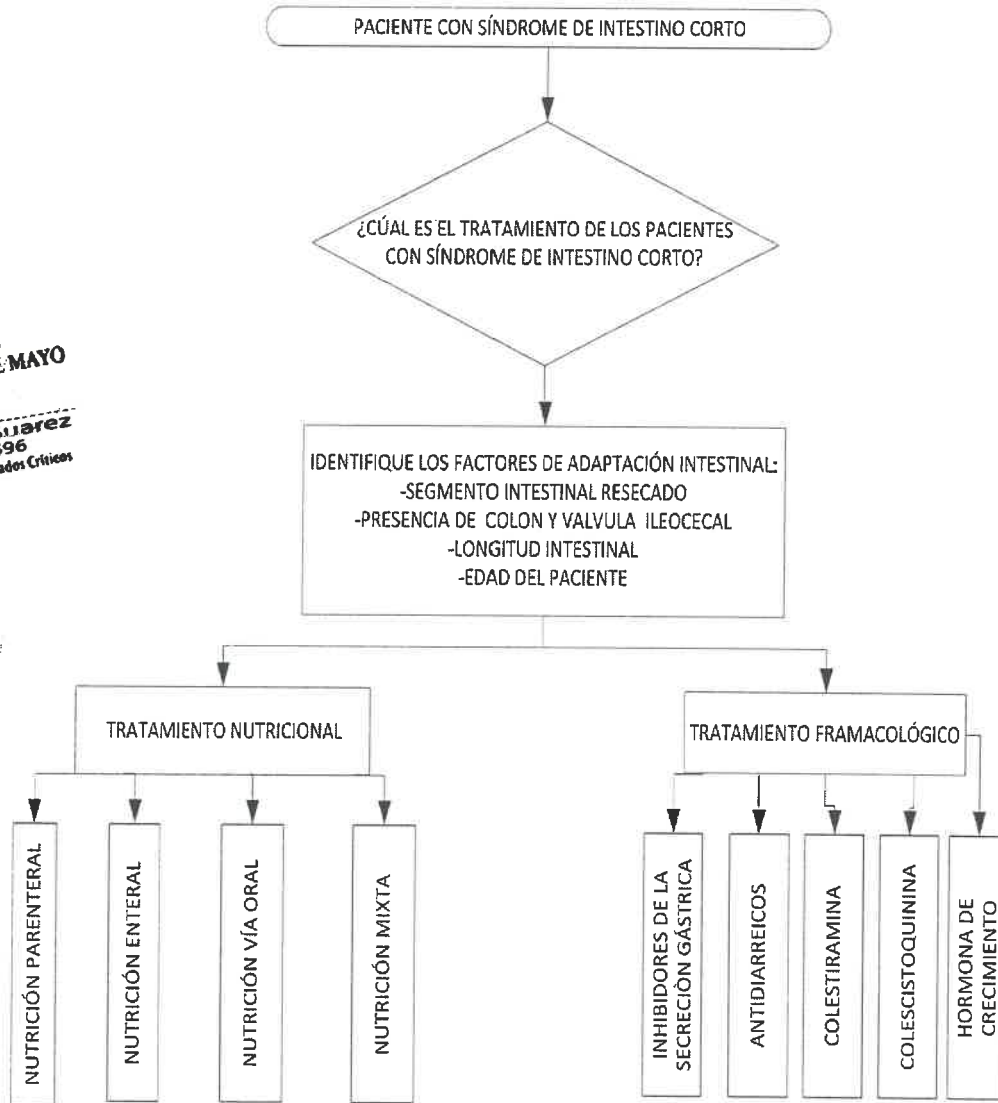 PACIENTE CON SÍNDROME DE INTESTINO CORTO
¿CÚAL ES EL TRATAMIENTO DE LOS PACIENTES
CON SÍNDROME DE INTESTINO CORTO?
MAYO
96
Críticos
IDENTIFIQUE LOS FACTORES DE ADAPTACIÓN INTESTINAL:
-SEGMENTO INTESTINAL RESECADO
-PRESENCIA DE COLON Y VALVULA ILEOCECAL
-LONGITUD INTESTINAL
-EDAD DEL PACIENTE
TRATAMIENTO NUTRICIONAL
TRATAMIENTO FRAMACOLÓGICO
NUTRICIÓN PARENTERAL
NUTRICIÓN ENTERAL
NUTRICIÓN VÍA ORAL
NUTRICIÓN MIXTA
INHIBIDORES DE LA
SECRECIÒN GÁSTRICA
ANTIDIARREICOS
COLESTIRAMINA
COLESCISTOQUININA
HORMONA DE
CRECIMIENTO